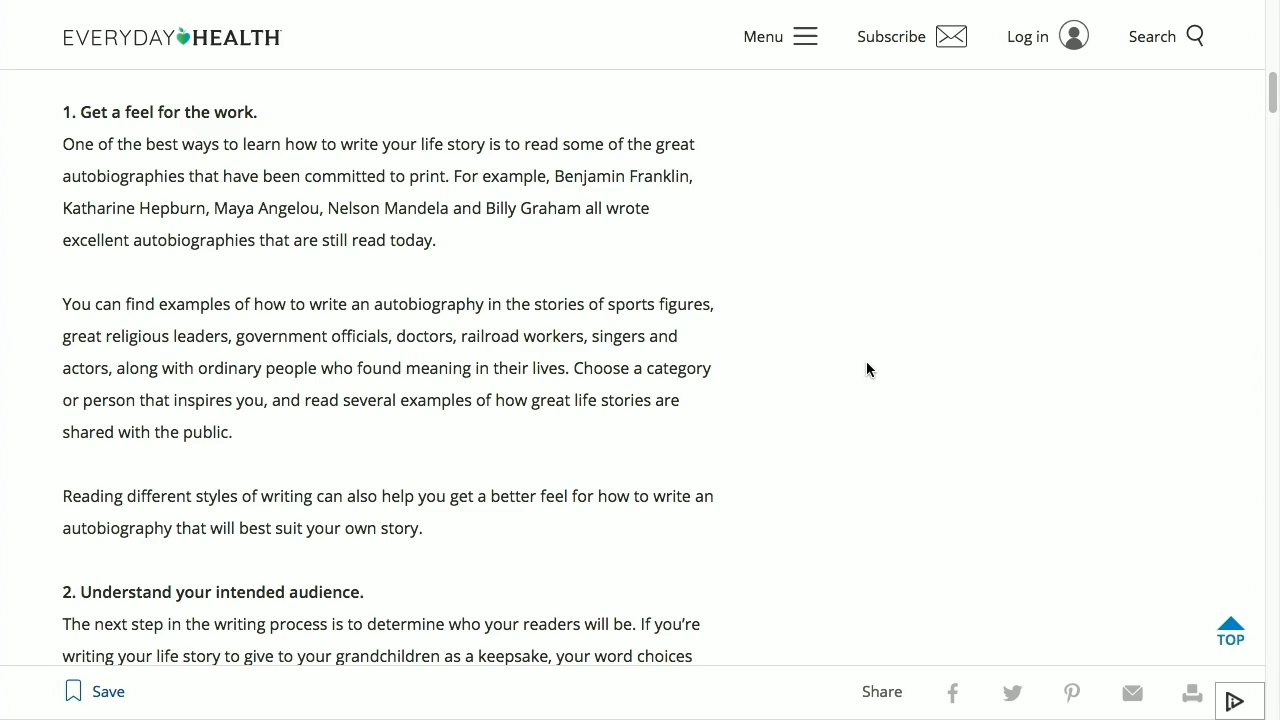 EVERYDAY HEALTH
Menu
Subscribe
Log in
Search
1. Get a feel for the work.
One of the best ways to learn how to write your life story is to read some of the great
autobiographies that have been committed to print. For example, Benjamin Franklin,
Katharine Hepburn, Maya Angelou, Nelson Mandela and Billy Graham all wrote
excellent autobiographies that are still read today.
You can find examples of how to write an autobiography in the stories of sports figures,
great religious leaders, government officials, doctors, railroad workers, singers and
actors, along with ordinary people who found meaning in their lives. Choose a category
or person that inspires you, and read several examples of how great life stories are
shared with the public.
Reading different styles of writing can also help you get a better feel for how to write an
autobiography that will best suit your own story.
2. Understand your intended audience.
The next step in the writing process is to determine who your readers will be. If you’re
writing your life story to give to your grandchildren as a keepsake, your word choices
TOP
Save
Share